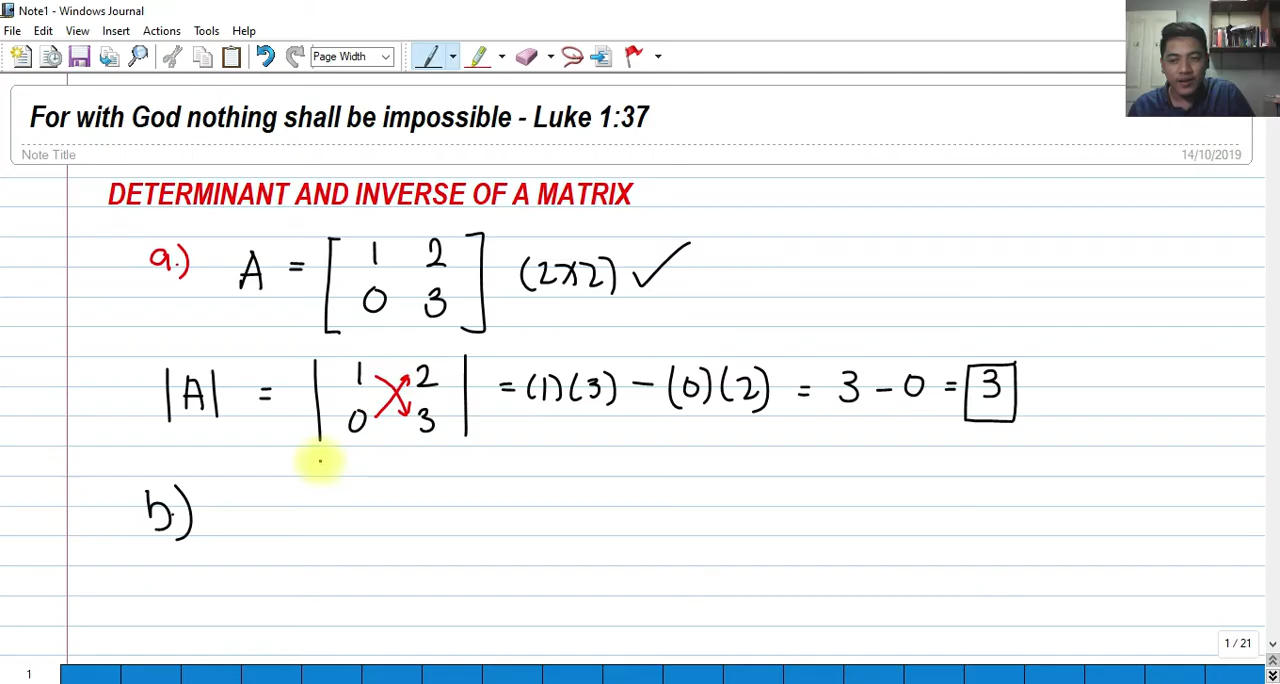 Note1 - Windows Journal
File Edit View Insert Actions Tools Help
Page Width
For with God nothing shall be impossible - Luke 1:37
Note Title
14/10/2019
DETERMINANT AND INVERSE OF A MATRIX
a.) A = [ 1 2
0 3 ] (2x2) ✓
|A| = | 1 2
0 3 | = (1)(3) - (0)(2) = 3 - 0 = 3
b.)
1 / 21
1